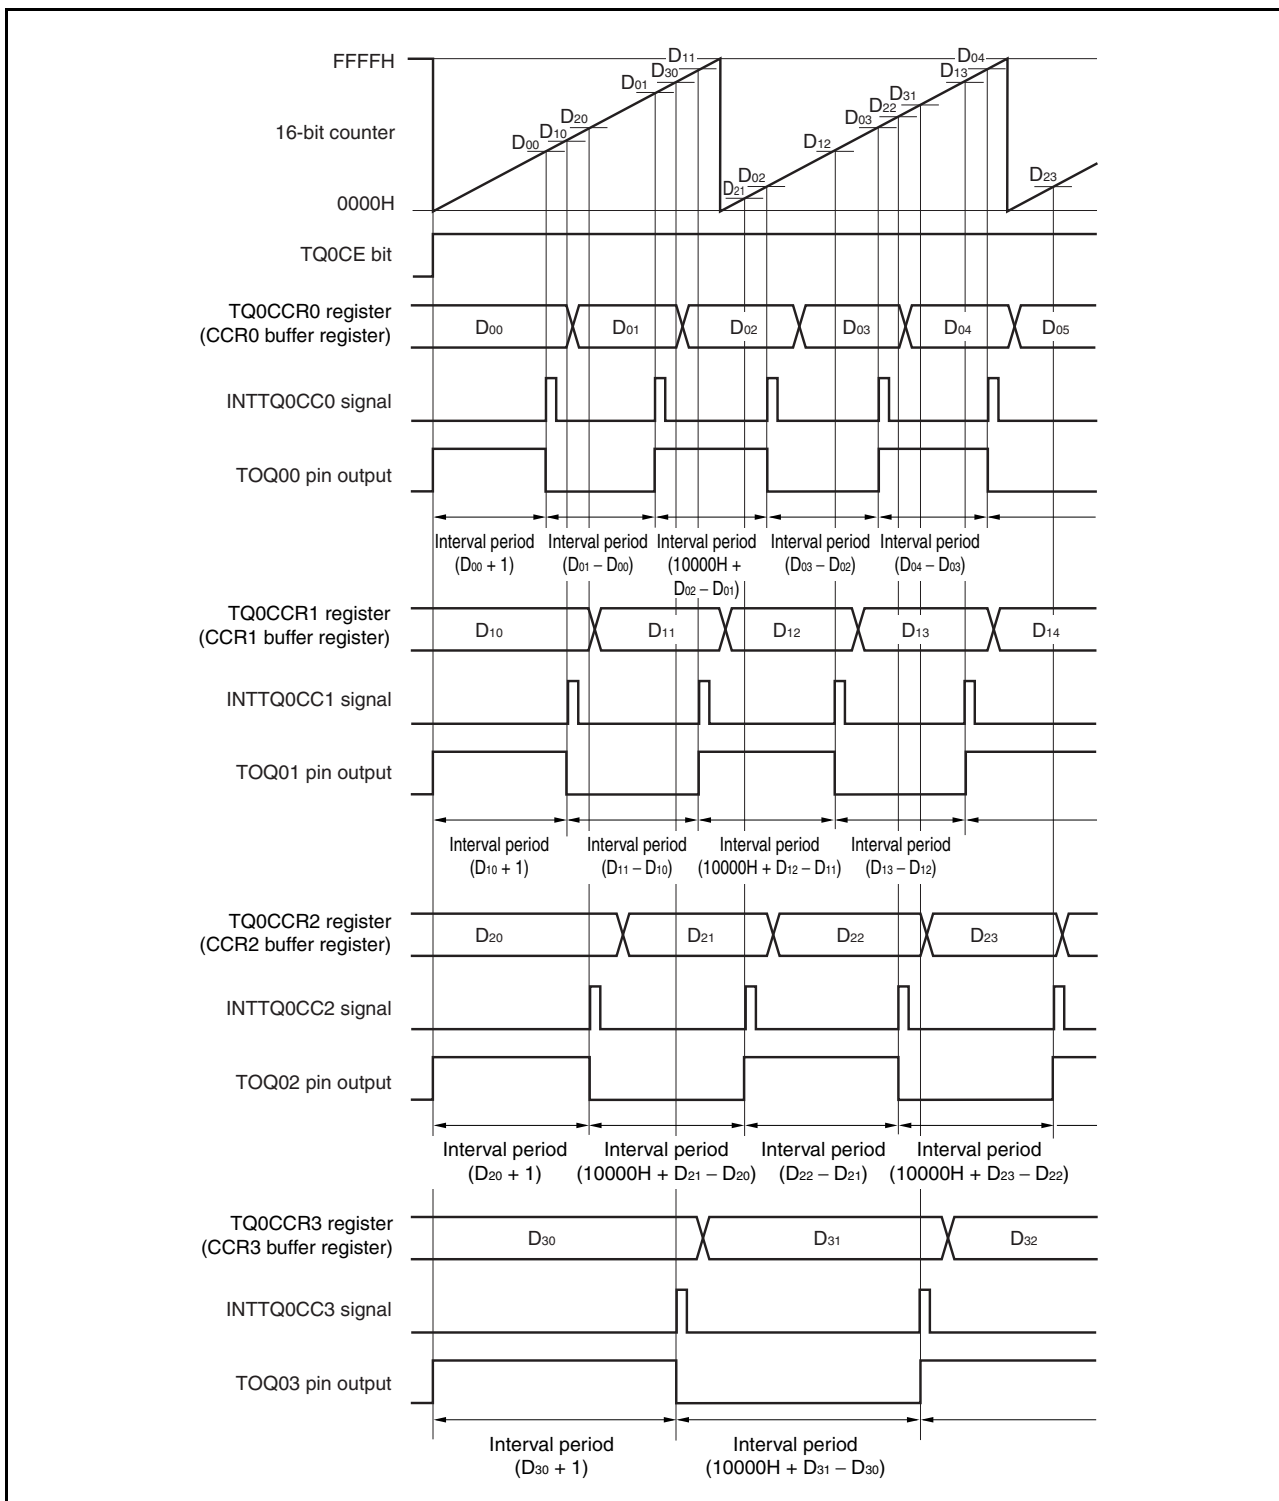 FFFFH
16-bit counter
0000H
D00
D10
D20
D01
D30
D11
D21
D02
D12
D03
D22
D31
D13
D04
D23
TQ0CE bit
TQ0CCR0 register
(CCR0 buffer register)
D00 D01 D02 D03 D04 D05
INTTQ0CC0 signal
TOQ00 pin output
Interval period
(D00 + 1)
Interval period
(D01 – D00)
Interval period
(10000H +
D02 – D01)
Interval period
(D03 – D02)
Interval period
(D04 – D03)
TQ0CCR1 register
(CCR1 buffer register)
D10 D11 D12 D13 D14
INTTQ0CC1 signal
TOQ01 pin output
Interval period
(D10 + 1)
Interval period
(D11 – D10)
Interval period
(10000H + D12 – D11)
Interval period
(D13 – D12)
TQ0CCR2 register
(CCR2 buffer register)
D20 D21 D22 D23
INTTQ0CC2 signal
TOQ02 pin output
Interval period
(D20 + 1)
Interval period
(10000H + D21 – D20)
Interval period
(D22 – D21)
Interval period
(10000H + D23 – D22)
TQ0CCR3 register
(CCR3 buffer register)
D30 D31 D32
INTTQ0CC3 signal
TOQ03 pin output
Interval period
(D30 + 1)
Interval period
(10000H + D31 – D30)